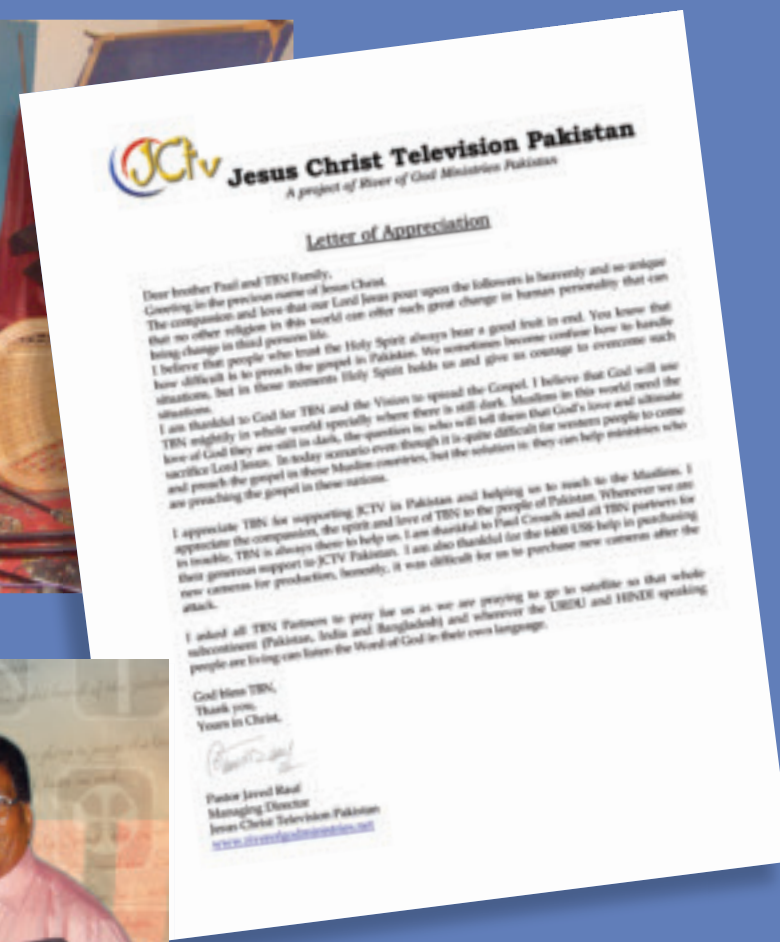 JCtv Jesus Christ Television Pakistan
A project of River of God Ministries Pakistan
Letter of Appreciation
Dear brother Paul and TBN Family,
Greeting in the precious name of Jesus Christ.
The compassion and love that our Lord Jesus pour upon the followers is heavenly and so unique
that no other religion in this world can offer such great change in human personality that can
bring change in third persons life.
I believe that people who trust the Holy Spirit always bear a good fruit in end. You know that
how difficult is to preach the gospel in Pakistan. We sometimes become confuse how to handle
situations, but in those moments Holy Spirit holds us and give us courage to overcome such
situations.
I am thankful to God for TBN and the Vision to spread the Gospel. I believe that God will use
TBN mightily in whole world specially where there is still dark. Muslims in this world need the
love of God they are still in dark, the question is; who will tell them that God's love and ultimate
sacrifice Lord Jesus. In today scenario even though it is quite difficult for western people to come
and preach the gospel in these Muslim countries, but the solution is: they can help ministries who
are preaching the gospel in these nations.
I appreciate TBN for supporting JCTV in Pakistan and helping us to reach to the Muslims. I
appreciate the compassion, the spirit and love of TBN to the people of Pakistan. Wherever we are
in trouble, TBN is always there to help us. I am thankful to Paul Crouch and all TBN partners for
their generous support to JCTV Pakistan. I am also thankful for the 6400 US$ help in purchasing
new cameras for production, honestly, it was difficult for us to purchase new cameras after the
attack.
I asked all TBN Partners to pray for us as we are praying to go to satellite so that whole
subcontinent (Pakistan, India and Bangladesh) and wherever the URDU and HINDI speaking
people are living can listen the Word of God in their own language.
God bless TBN,
Thank you,
Yours in Christ,
Pastor Javed Rauf
Managing Director
Jesus Christ Television Pakistan
www.riverofgodministries.net